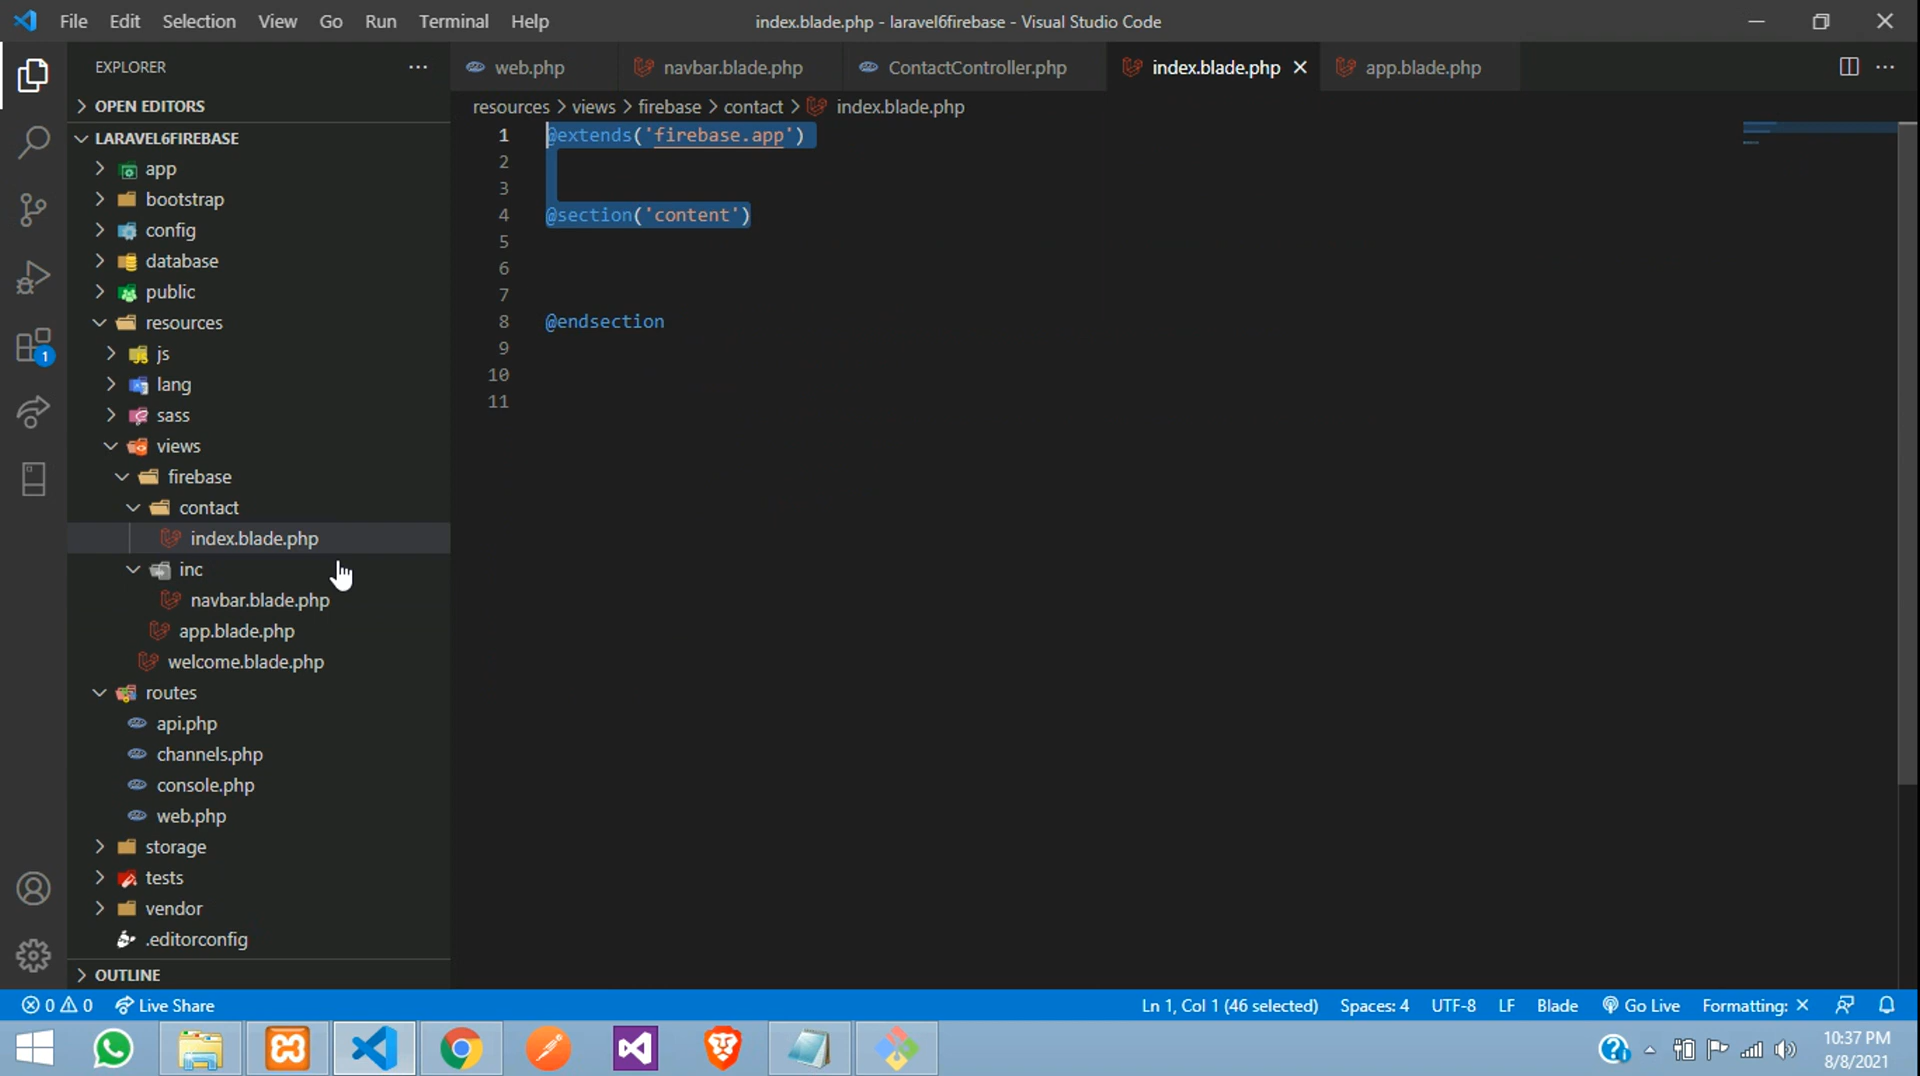 File Edit Selection View Go Run Terminal Help
index.blade.php - laravel6firebase - Visual Studio Code
EXPLORER
web.php
navbar.blade.php
ContactController.php
index.blade.php
app.blade.php
OPEN EDITORS
resources > views > firebase > contact > index.blade.php
LARAVEL6FIREBASE
app
bootstrap
config
database
public
resources
js
lang
sass
views
firebase
contact
index.blade.php
inc
navbar.blade.php
app.blade.php
welcome.blade.php
routes
api.php
channels.php
console.php
web.php
storage
tests
vendor
.editorconfig
OUTLINE
1 @extends('firebase.app')
2
3
4 @section('content')
5
6
7
8 @endsection
9
10
11
1
0 0 Live Share
Ln 1, Col 1 (46 selected) Spaces: 4 UTF-8 LF Blade Go Live Formatting: ×
10:37 PM
8/8/2021